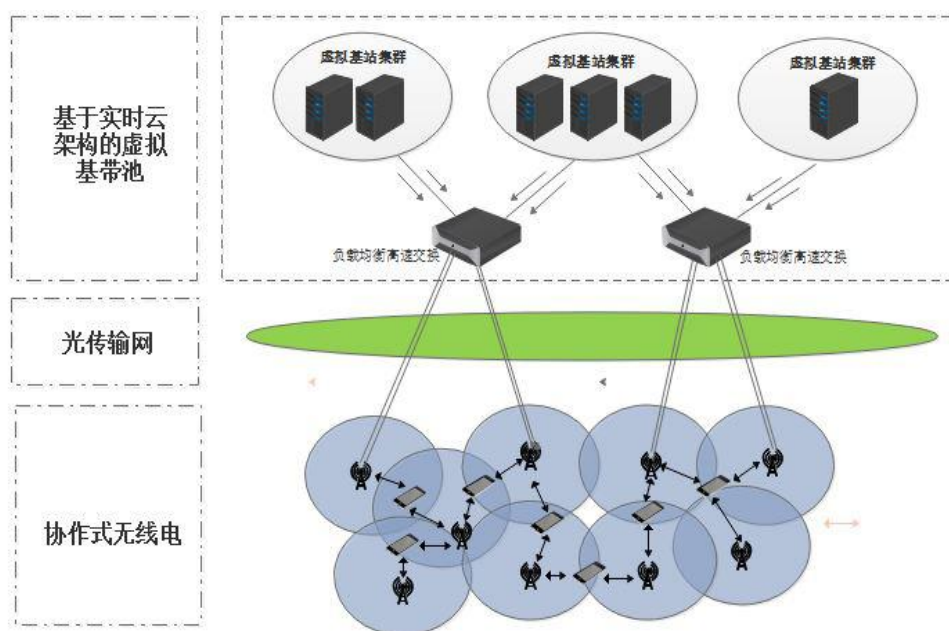 虚拟基站集群
虚拟基站集群
虚拟基站集群
基于实时云
架构的虚拟
基带池
负载均衡高速交换
负载均衡高速交换
光传输网
协作式无线电